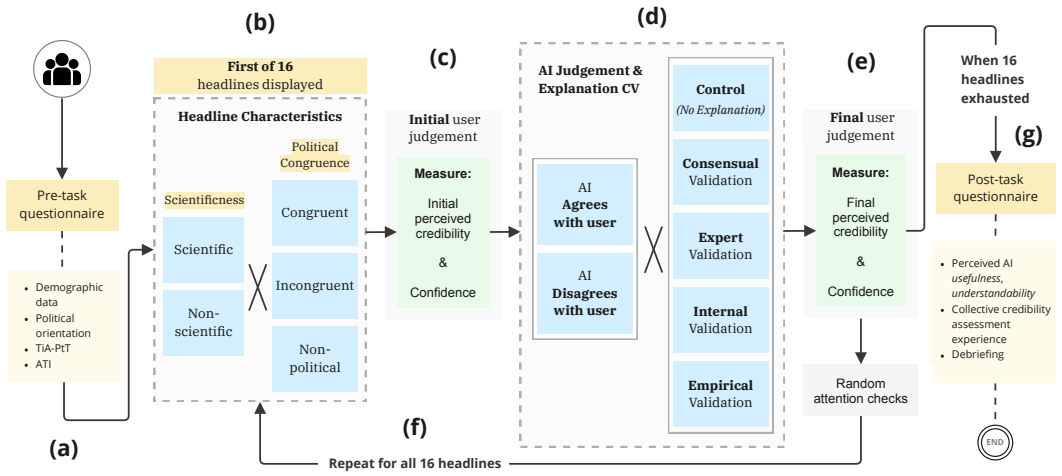 (a)
Pre-task
questionnaire
• Demographic
data
• Political
orientation
• TiA-PtT
• ATI
(b)
First of 16
headlines displayed
Headline Characteristics
Scientificness
Scientific
Non-
scientific
Political
Congruence
Congruent
Incongruent
Non-
political
(c)
Initial user
judgement
Measure:
Initial
perceived
credibility
&
Confidence
(d)
AI Judgement &
Explanation CV
AI
Agrees
with user
AI
Disagrees
with user
Control
(No Explanation)
Consensual
Validation
Expert
Validation
Internal
Validation
Empirical
Validation
(e)
Final user
judgement
Measure:
Final
perceived
credibility
&
Confidence
Random
attention checks
(f)
Repeat for all 16 headlines
When 16
headlines
exhausted
(g)
Post-task
questionnaire
• Perceived AI
usefulness,
understandability
• Collective credibility
assessment
experience
• Debriefing
END